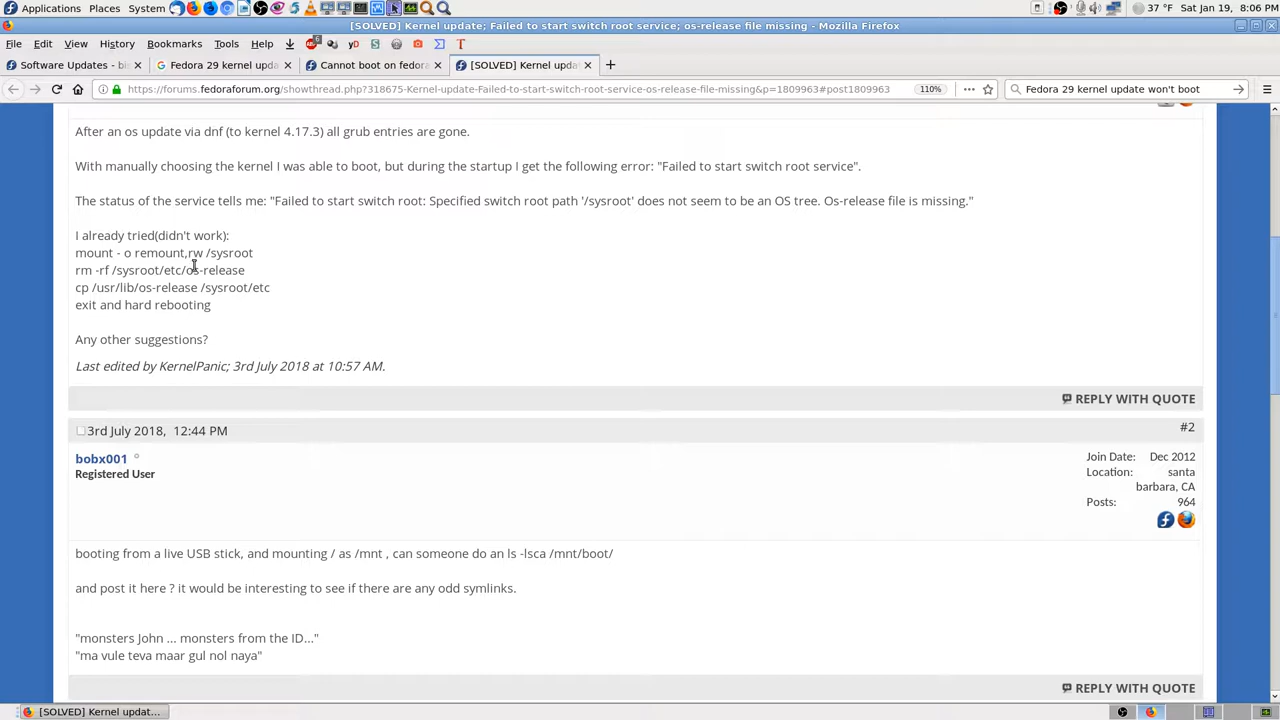 Applications Places System 37 °F Sat Jan 19, 8:06 PM
[SOLVED] Kernel update; Failed to start switch root service; os-release file missing - Mozilla Firefox
File Edit View History Bookmarks Tools Help
Software Updates - bis Fedora 29 kernel upda Cannot boot on fedora [SOLVED] Kernel upda
https://forums.fedoraforum.org/showthread.php?318675-Kernel-update-Failed-to-start-switch-root-service-os-release-file-missing&p=1809963#post1809963 110% Fedora 29 kernel update won't boot
After an os update via dnf (to kernel 4.17.3) all grub entries are gone.
With manually choosing the kernel I was able to boot, but during the startup I get the following error: "Failed to start switch root service".
The status of the service tells me: "Failed to start switch root: Specified switch root path '/sysroot' does not seem to be an OS tree. Os-release file is missing."
I already tried(didn't work):
mount - o remount,rw /sysroot
rm -rf /sysroot/etc/os-release
cp /usr/lib/os-release /sysroot/etc
exit and hard rebooting
Any other suggestions?
Last edited by KernelPanic; 3rd July 2018 at 10:57 AM.
REPLY WITH QUOTE
3rd July 2018, 12:44 PM #2
bobx001
Registered User
Join Date: Dec 2012
Location: santa
barbara, CA
Posts: 964
booting from a live USB stick, and mounting / as /mnt , can someone do an ls -lsca /mnt/boot/
and post it here ? it would be interesting to see if there are any odd symlinks.
"monsters John ... monsters from the ID..."
"ma vule teva maar gul nol naya"
REPLY WITH QUOTE
[SOLVED] Kernel updat...